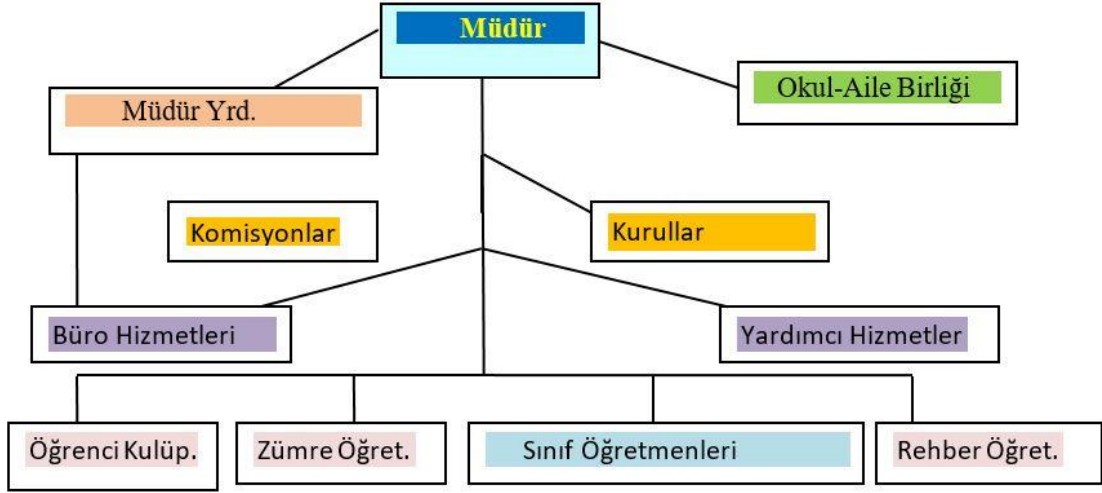 Müdür
Müdür Yrd.
Okul-Aile Birliği
Komisyonlar
Kurullar
Büro Hizmetleri
Yardımcı Hizmetler
Öğrenci Kulüp.
Zümre Öğret.
Sınıf Öğretmenleri
Rehber Öğret.